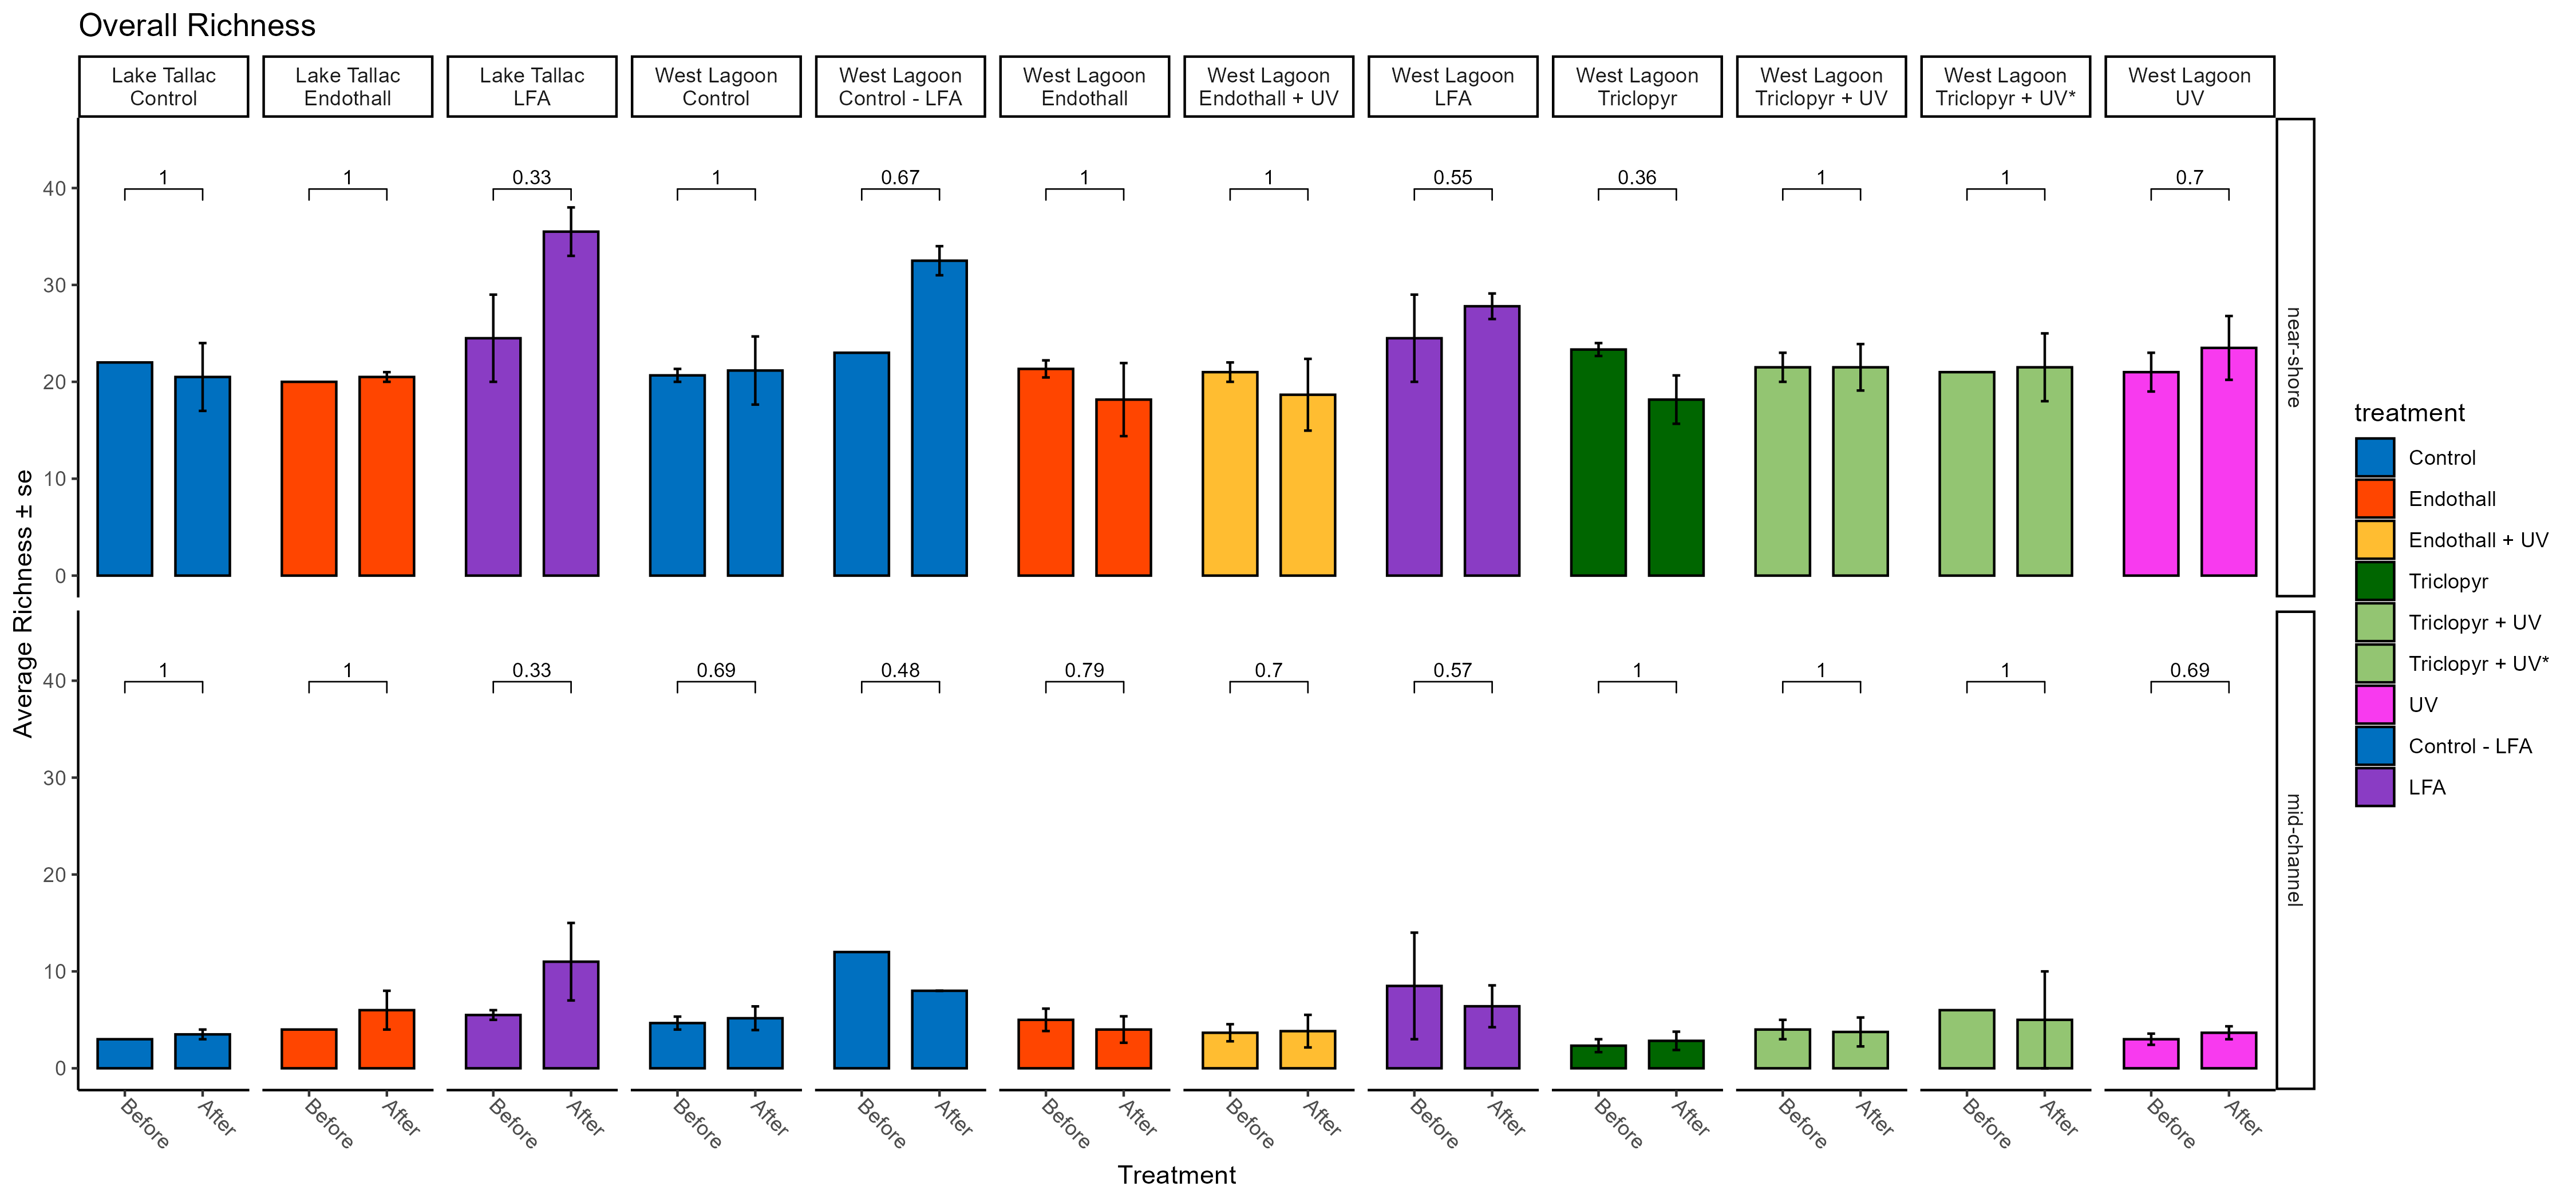 Overall Richness
Lake Tallac
Control
Lake Tallac
Endothall
Lake Tallac
LFA
West Lagoon
Control
West Lagoon
Control - LFA
West Lagoon
Endothall
West Lagoon
Endothall + UV
West Lagoon
LFA
West Lagoon
Triclopyr
West Lagoon
Triclopyr + UV
West Lagoon
Triclopyr + UV*
West Lagoon
UV
1
1
0.33
1
0.67
1
1
0.55
0.36
1
1
0.7
40
30
20
10
0
near-shore
1
1
0.33
0.69
0.48
0.79
0.7
0.57
1
1
1
0.69
40
30
20
10
0
mid-channel
Average Richness ± se
Before
After
Before
After
Before
After
Before
After
Before
After
Before
After
Before
After
Before
After
Before
After
Before
After
Before
After
Before
After
Treatment
treatment
Control
Endothall
Endothall + UV
Triclopyr
Triclopyr + UV
Triclopyr + UV*
UV
Control - LFA
LFA